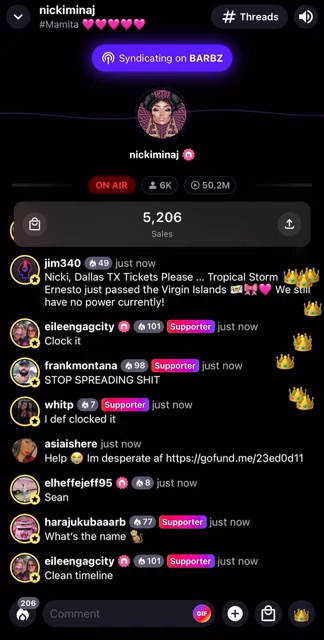 nickiminaj
#Mamita 💗💗💗💗💗
# Threads
Syndicating on BARBZ
nickiminaj
ON AIR
6K
50.2M
5,206
Sales
jim340 49 just now
Nicki, Dallas TX Tickets Please ... Tropical Storm
Ernesto just passed the Virgin Islands 🇻🇮🎀💗 We still
have no power currently!
eileengagcity 101 Supporter just now
Clock it
frankmontana 98 Supporter just now
STOP SPREADING SHIT
whitp 7 Supporter just now
I def clocked it
asiaishere just now
Help 😭 Im desperate af https://gofund.me/23ed0d11
elheffejeff95 8 just now
Sean
harajukubaaarb 77 Supporter just now
What's the name 🐒
eileengagcity 101 Supporter just now
Clean timeline
206
Comment
GIF